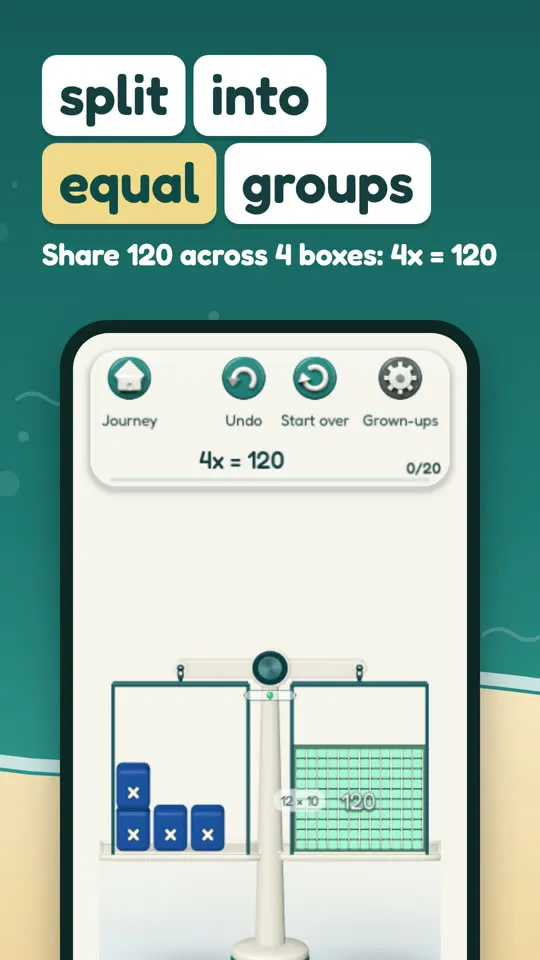 split into
equal groups
Share 120 across 4 boxes: 4x = 120
Journey Undo Start over Grown-ups
4x = 120
0/20
x
x x x
12 x 10 120